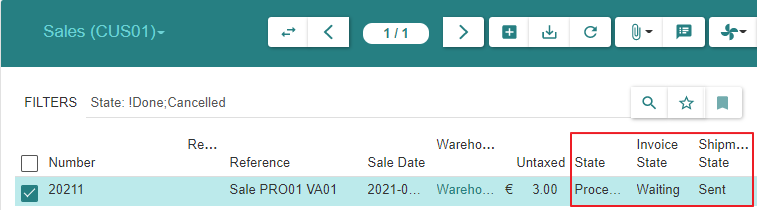 Sales (CUS01)
1 / 1
FILTERS State: !Done;Cancelled
Number Re... Reference Sale Date Wareho... Untaxed State Invoice State Shipm... State
20211 Sale PRO01 VA01 2021-0... Wareho... € 3.00 Proce... Waiting Sent